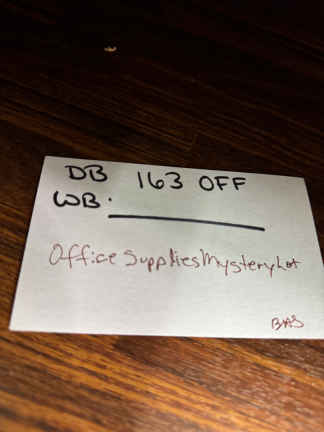 DB 163 OFF
WB.
Office Supplies Mystery Lot
BAS